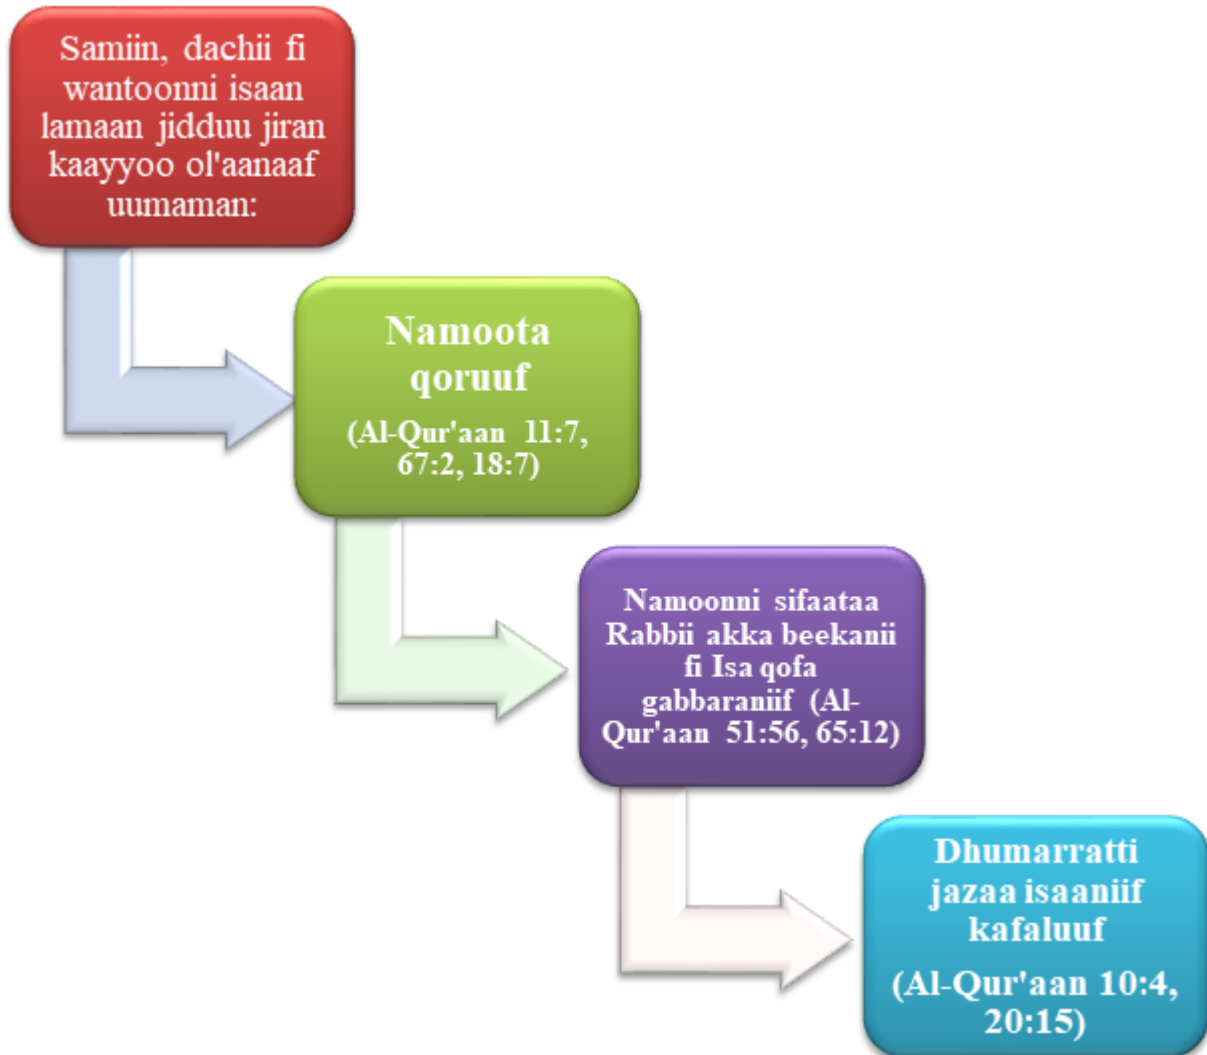 Samiin, dachii fi
wantoonni isaan
lamaan jidduu jiran
kaayyoo ol'aanaaf
uumaman:
Namoota
qoruuf
(Al-Qur'aan 11:7,
67:2, 18:7)
Namoonni sifaataa
Rabbii akka beekanii
fi Isa qofa
gabbaraniif (Al-
Qur'aan 51:56, 65:12)
Dhumarratti
jazaa isaaniif
kafaluuf
(Al-Qur'aan 10:4,
20:15)